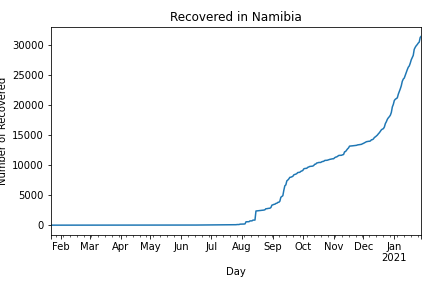 Recovered in Namibia
30000
25000
20000
15000
10000
5000
0
Number of Recovered
Feb Mar Apr May Jun Jul Aug Sep Oct Nov Dec Jan
2021
Day